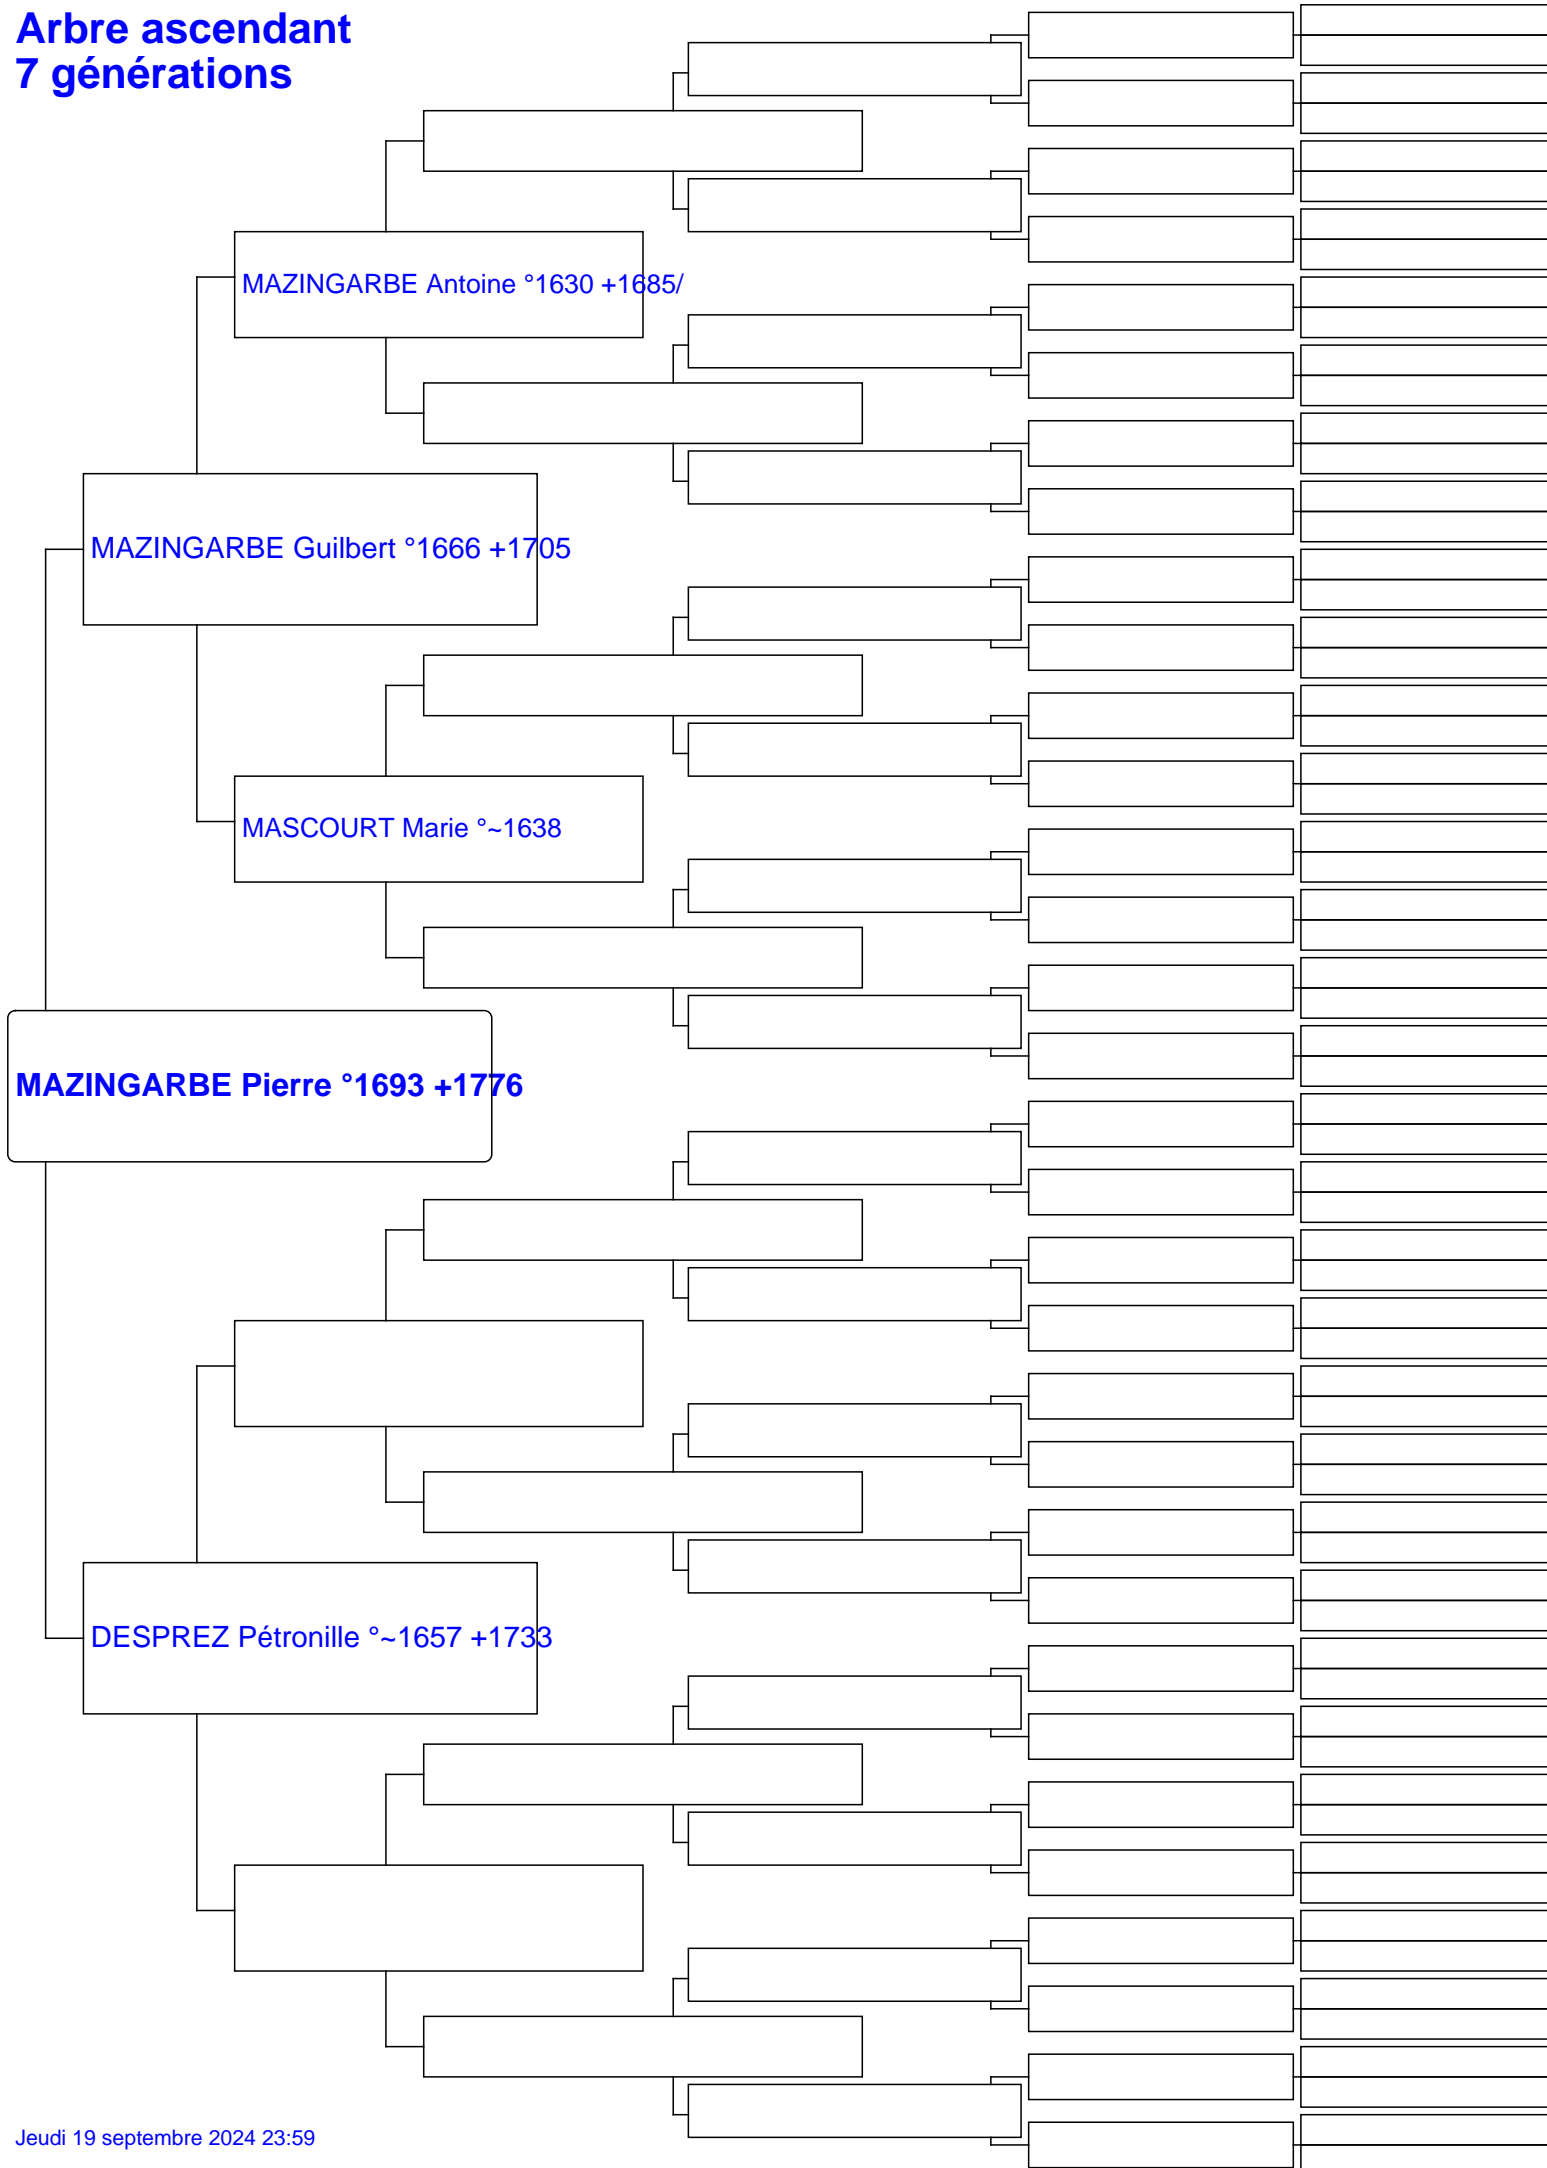 Arbre ascendant
7 générations
MAZINGARBE Antoine °1630 +1685/
MAZINGARBE Guilbert °1666 +1705
MASCOURT Marie °~1638
MAZINGARBE Pierre °1693 +1776
DESPREZ Pétronille °~1657 +1733
Jeudi 19 septembre 2024 23:59